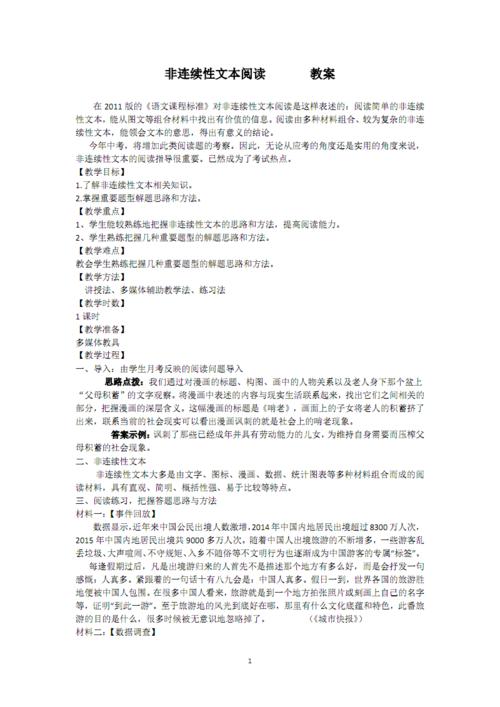 非连续性文本阅读 教案
在 2011 版的《语文课程标准》对非连续性文本阅读是这样表述的：阅读简单的非连续
性文本，能从图文等组合材料中找出有价值的信息。阅读由多种材料组合、较为复杂的非连
续性文本，能领会文本的意思，得出有意义的结论。
今年中考，将增加此类阅读题的考察。因此，无论从应考的角度还是实用的角度来说，
非连续性文本的阅读指导很重要。已然成为了考试热点。
【教学目标】
1.了解非连续性文本相关知识。
2.掌握重要题型解题思路和方法。
【教学重点】
1、学生能较熟练地把握非连续性文本的思路和方法，提高阅读能力。
2、学生熟练把握几种重要题型的解题思路和方法。
【教学难点】
教会学生熟练把握几种重要题型的解题思路和方法。
【教学方法】
讲授法、多媒体辅助教学法、练习法
【教学时数】
1 课时
【教学准备】
多媒体教具
【教学过程】
一、导入：由学生月考反映的阅读问题导入
思路点拨：我们通过对漫画的标题、构图、画中的人物关系以及老人身下那个盆上
“父母积蓄”的文字观察。将漫画中表述的内容与现实生活联系起来，找出它们之间相关的
部分，把握漫画的深层含义，这幅漫画的标题是《啃老》，画面上的子女将老人的积蓄挤了
出来，联系当前的社会现实可以看出漫画讽刺的就是社会上的啃老现象。
答案示例：讽刺了那些已经成年并具有劳动能力的儿女，为维持自身需要而压榨父
母积蓄的社会现象。
二、非连续性文本
非连续性文本大多是由文字、图标、漫画、数据、统计图表等多种材料组合而成的阅
读材料，具有直观、简明、概括性强、易于比较等特点。
三、阅读练习，把握答题思路与方法
材料一：【事件回放】
数据显示，近年来中国公民出境人数激增，2014 年中国内地居民出境超过 8300 万人次，
2015 年中国内地居民出境共 9000 多万人次。随着中国人出境旅游的不断增多，一些游客乱
丢垃圾、大声喧闹、不守规矩、入乡不随俗等不文明行为也逐渐成为中国游客的专属“标签”。
每逢假期过后，凡是出境游归来的人首先不是描述那个地方有多么好，而是会抒发一句
感慨：人真多。紧跟着的一句话十有八九会是：中国人真多。假日一到，世界各国的旅游胜
地便被中国人包围。在很多中国人看来，旅游就是到一个地方拍张照片或刻画上自己的名字
等，证明“到此一游”。至于旅游地的风光到底好在哪，那里有什么文化底蕴和特色，此番旅
游的目的是什么，很多时候被无意识地忽略掉了。 （《城市快报》）
材料二：【数据调查】
1